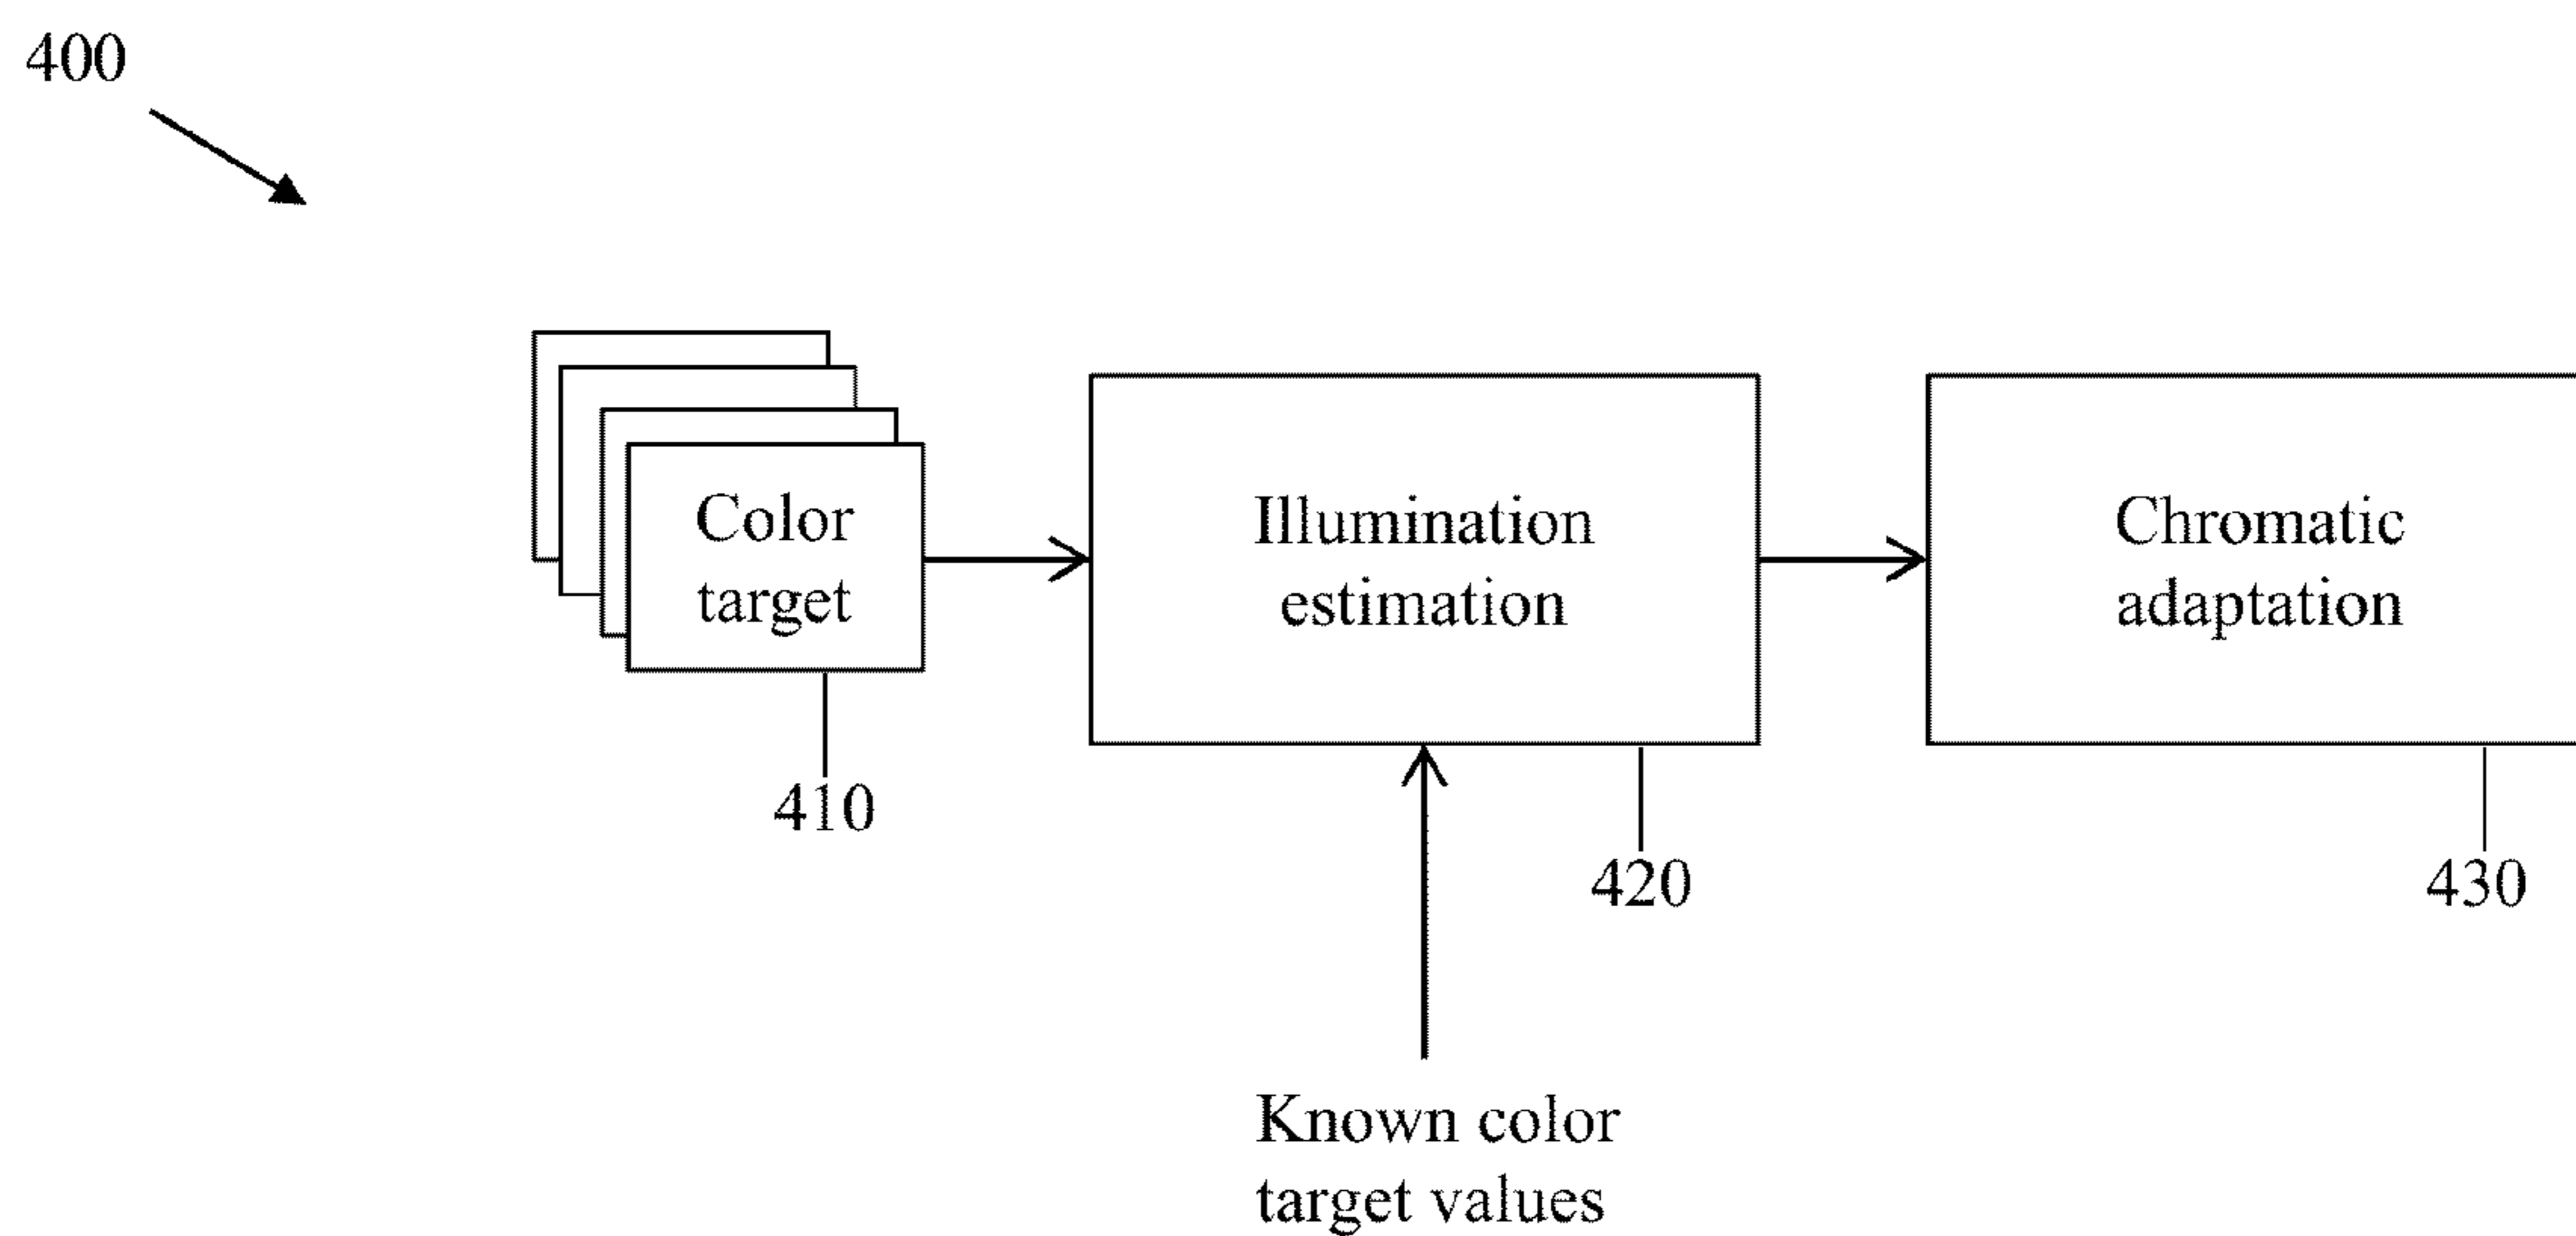 400
Color
target
Illumination
estimation
Chromatic
adaptation
410
420
430
Known color
target values